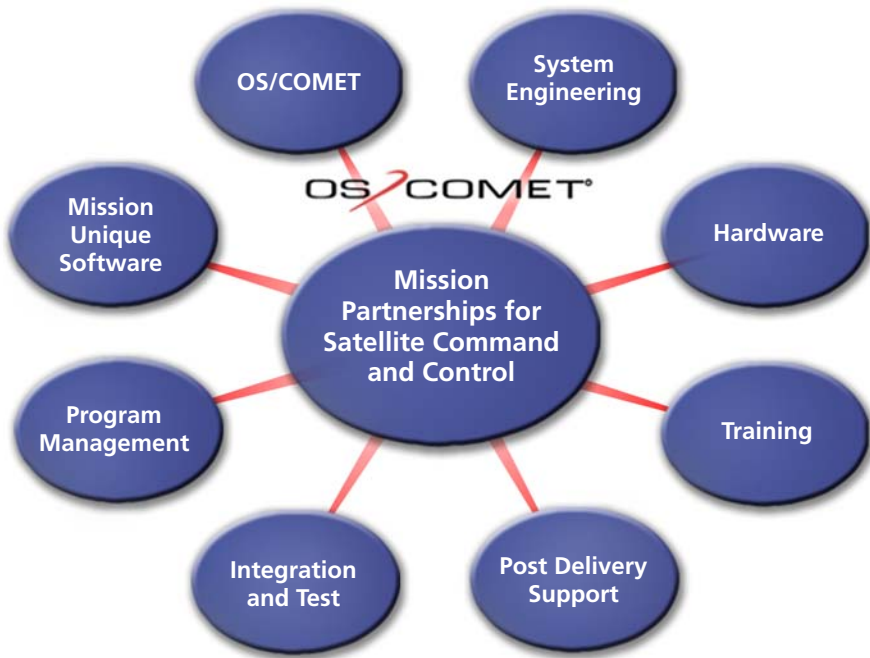 OS/COMET
System
Engineering
OS/COMET®
Mission
Unique
Software
Hardware
Mission
Partnerships for
Satellite Command
and Control
Program
Management
Training
Integration
and Test
Post Delivery
Support